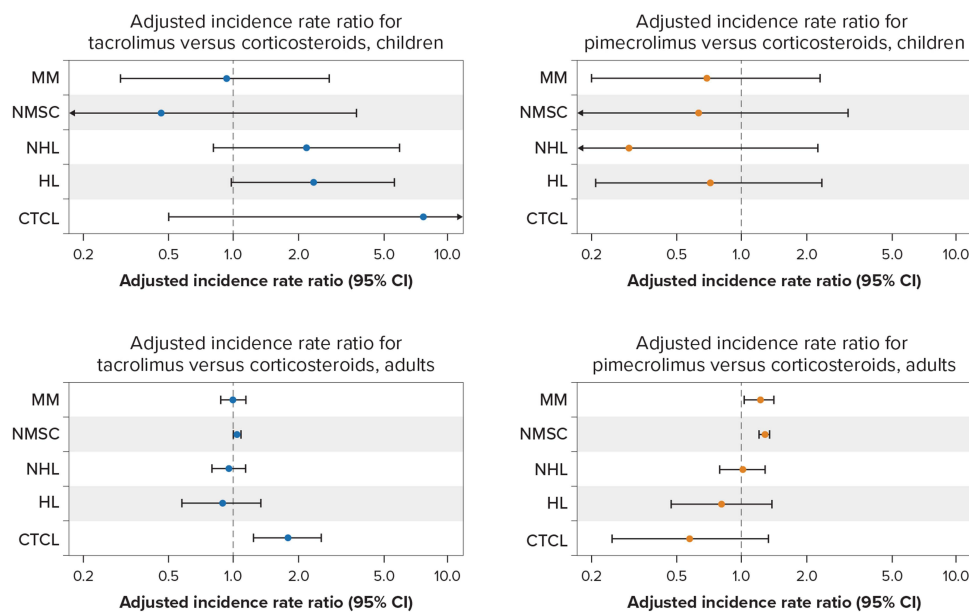 Adjusted incidence rate ratio for
tacrolimus versus corticosteroids, children
MM
NMSC
NHL
HL
CTCL
0.2 0.5 1.0 2.0 5.0 10.0
Adjusted incidence rate ratio (95% CI)
Adjusted incidence rate ratio for
pimecrolimus versus corticosteroids, children
MM
NMSC
NHL
HL
CTCL
0.2 0.5 1.0 2.0 5.0 10.0
Adjusted incidence rate ratio (95% CI)
Adjusted incidence rate ratio for
tacrolimus versus corticosteroids, adults
MM
NMSC
NHL
HL
CTCL
0.2 0.5 1.0 2.0 5.0 10.0
Adjusted incidence rate ratio (95% CI)
Adjusted incidence rate ratio for
pimecrolimus versus corticosteroids, adults
MM
NMSC
NHL
HL
CTCL
0.2 0.5 1.0 2.0 5.0 10.0
Adjusted incidence rate ratio (95% CI)